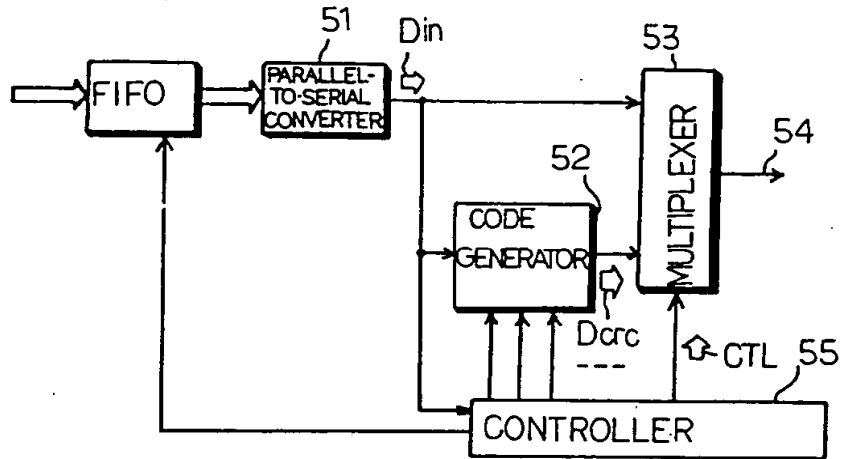 51
Din
53
FIFO
PARALLEL-
TO-SERIAL
CONVERTER
54
MULTIPLEXER
52
CODE
GENERATOR
Dcrc
CTL
55
CONTROLLER